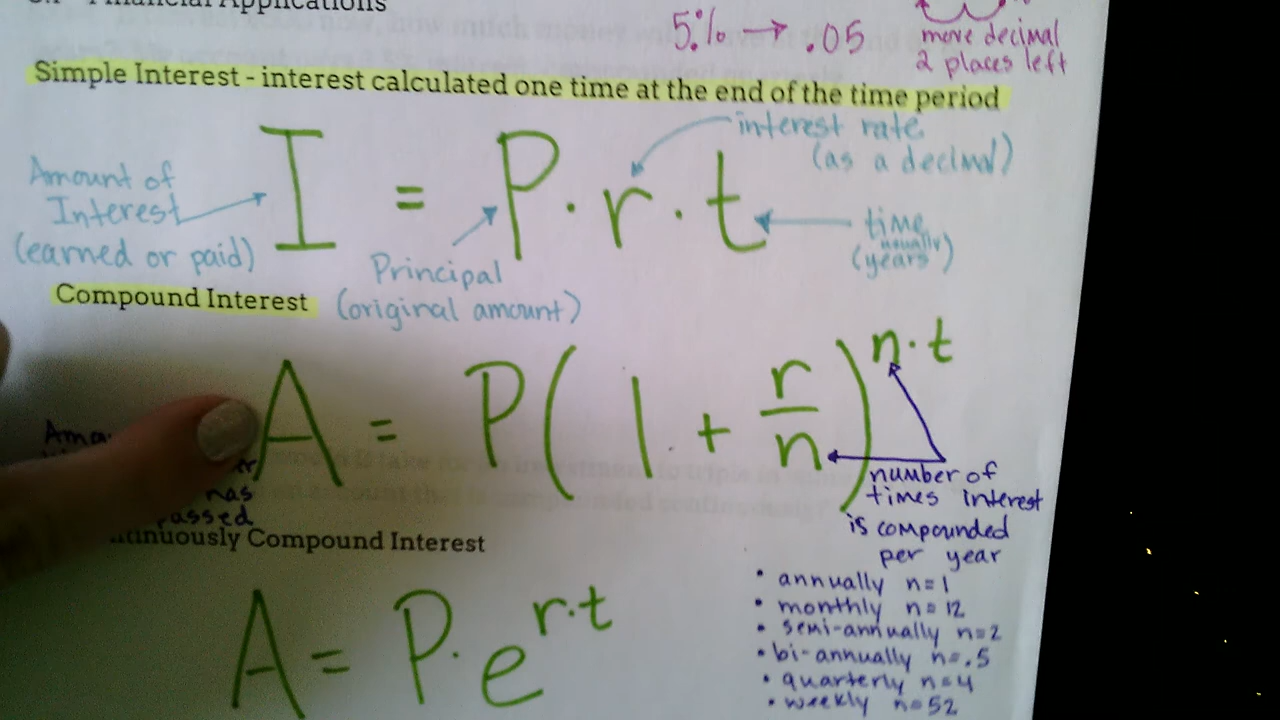 Financial Applications
5% → .05
move decimal
2 places left
Simple Interest - interest calculated one time at the end of the time period
I = P · r · t
interest rate
(as a decimal)
Amount of
Interest
(earned or paid)
Principal
(original amount)
time
usually
(years)
Compound Interest
A = P(1 + r/n)^n·t
has
passed
number of
times interest
is compounded
per year
Compound Interest
• annually n=1
• monthly n=12
• semi-annually n=2
• bi-annually n=.5
• quarterly n=4
• weekly n=52
A = P·e^r·t